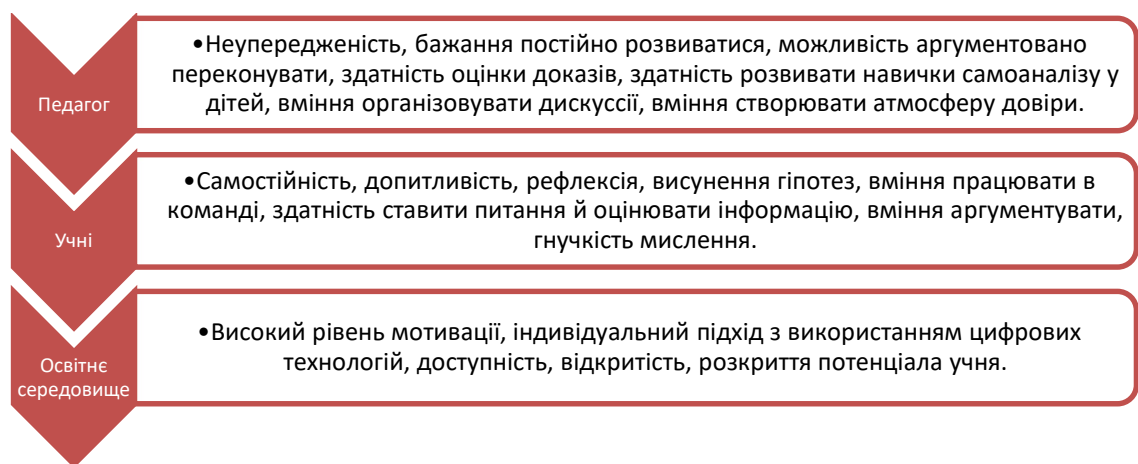 Педагог
•Неупередженість, бажання постійно розвиватися, можливість аргументовано
переконувати, здатність оцінки доказів, здатність розвивати навички самоаналізу у
дітей, вміння організовувати дискуссії, вміння створювати атмосферу довіри.
Учні
•Самостійність, допитливість, рефлексія, висунення гіпотез, вміння працювати в
команді, здатність ставити питання й оцінювати інформацію, вміння аргументувати,
гнучкість мислення.
Освітнє
середовище
•Високий рівень мотивації, індивідуальний підхід з використанням цифрових
технологій, доступність, відкритість, розкриття потенціала учня.